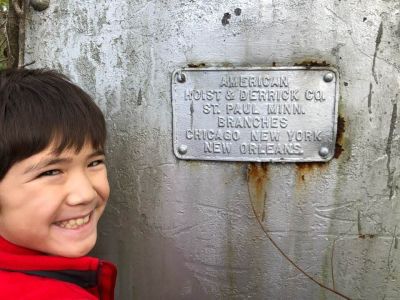 AMERICAN
HOIST & DERRICK CO.
ST. PAUL MINN.
BRANCHES
CHICAGO NEW YORK
NEW ORLEANS.